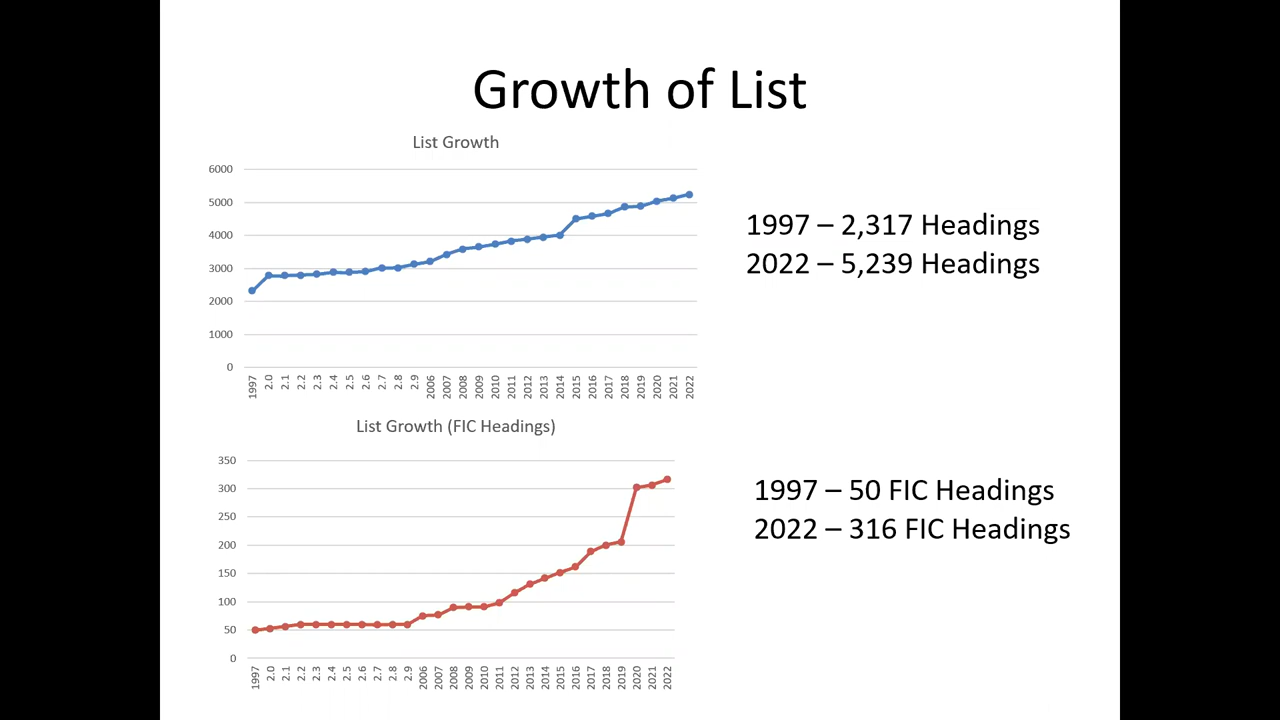 Growth of List
List Growth
6000
5000
4000
3000
2000
1000
0
1997 2.0 2.1 2.2 2.3 2.4 2.5 2.6 2.7 2.8 2.9 2006 2007 2008 2009 2010 2011 2012 2013 2014 2015 2016 2017 2018 2019 2020 2021 2022
1997 – 2,317 Headings
2022 – 5,239 Headings
List Growth (FIC Headings)
350
300
250
200
150
100
50
0
1997 2.0 2.1 2.2 2.3 2.4 2.5 2.6 2.7 2.8 2.9 2006 2007 2008 2009 2010 2011 2012 2013 2014 2015 2016 2017 2018 2019 2020 2021 2022
1997 – 50 FIC Headings
2022 – 316 FIC Headings